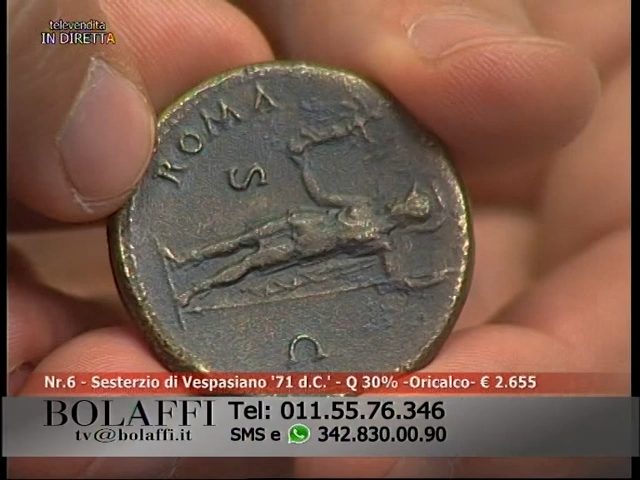 televendita
IN DIRETTA
ROMA
S
C
Nr.6 - Sesterzio di Vespasiano '71 d.C.' - Q 30% -Oricalco- € 2.655
BOLAFFI
tv@bolaffi.it
Tel: 011.55.76.346
SMS e 342.830.00.90